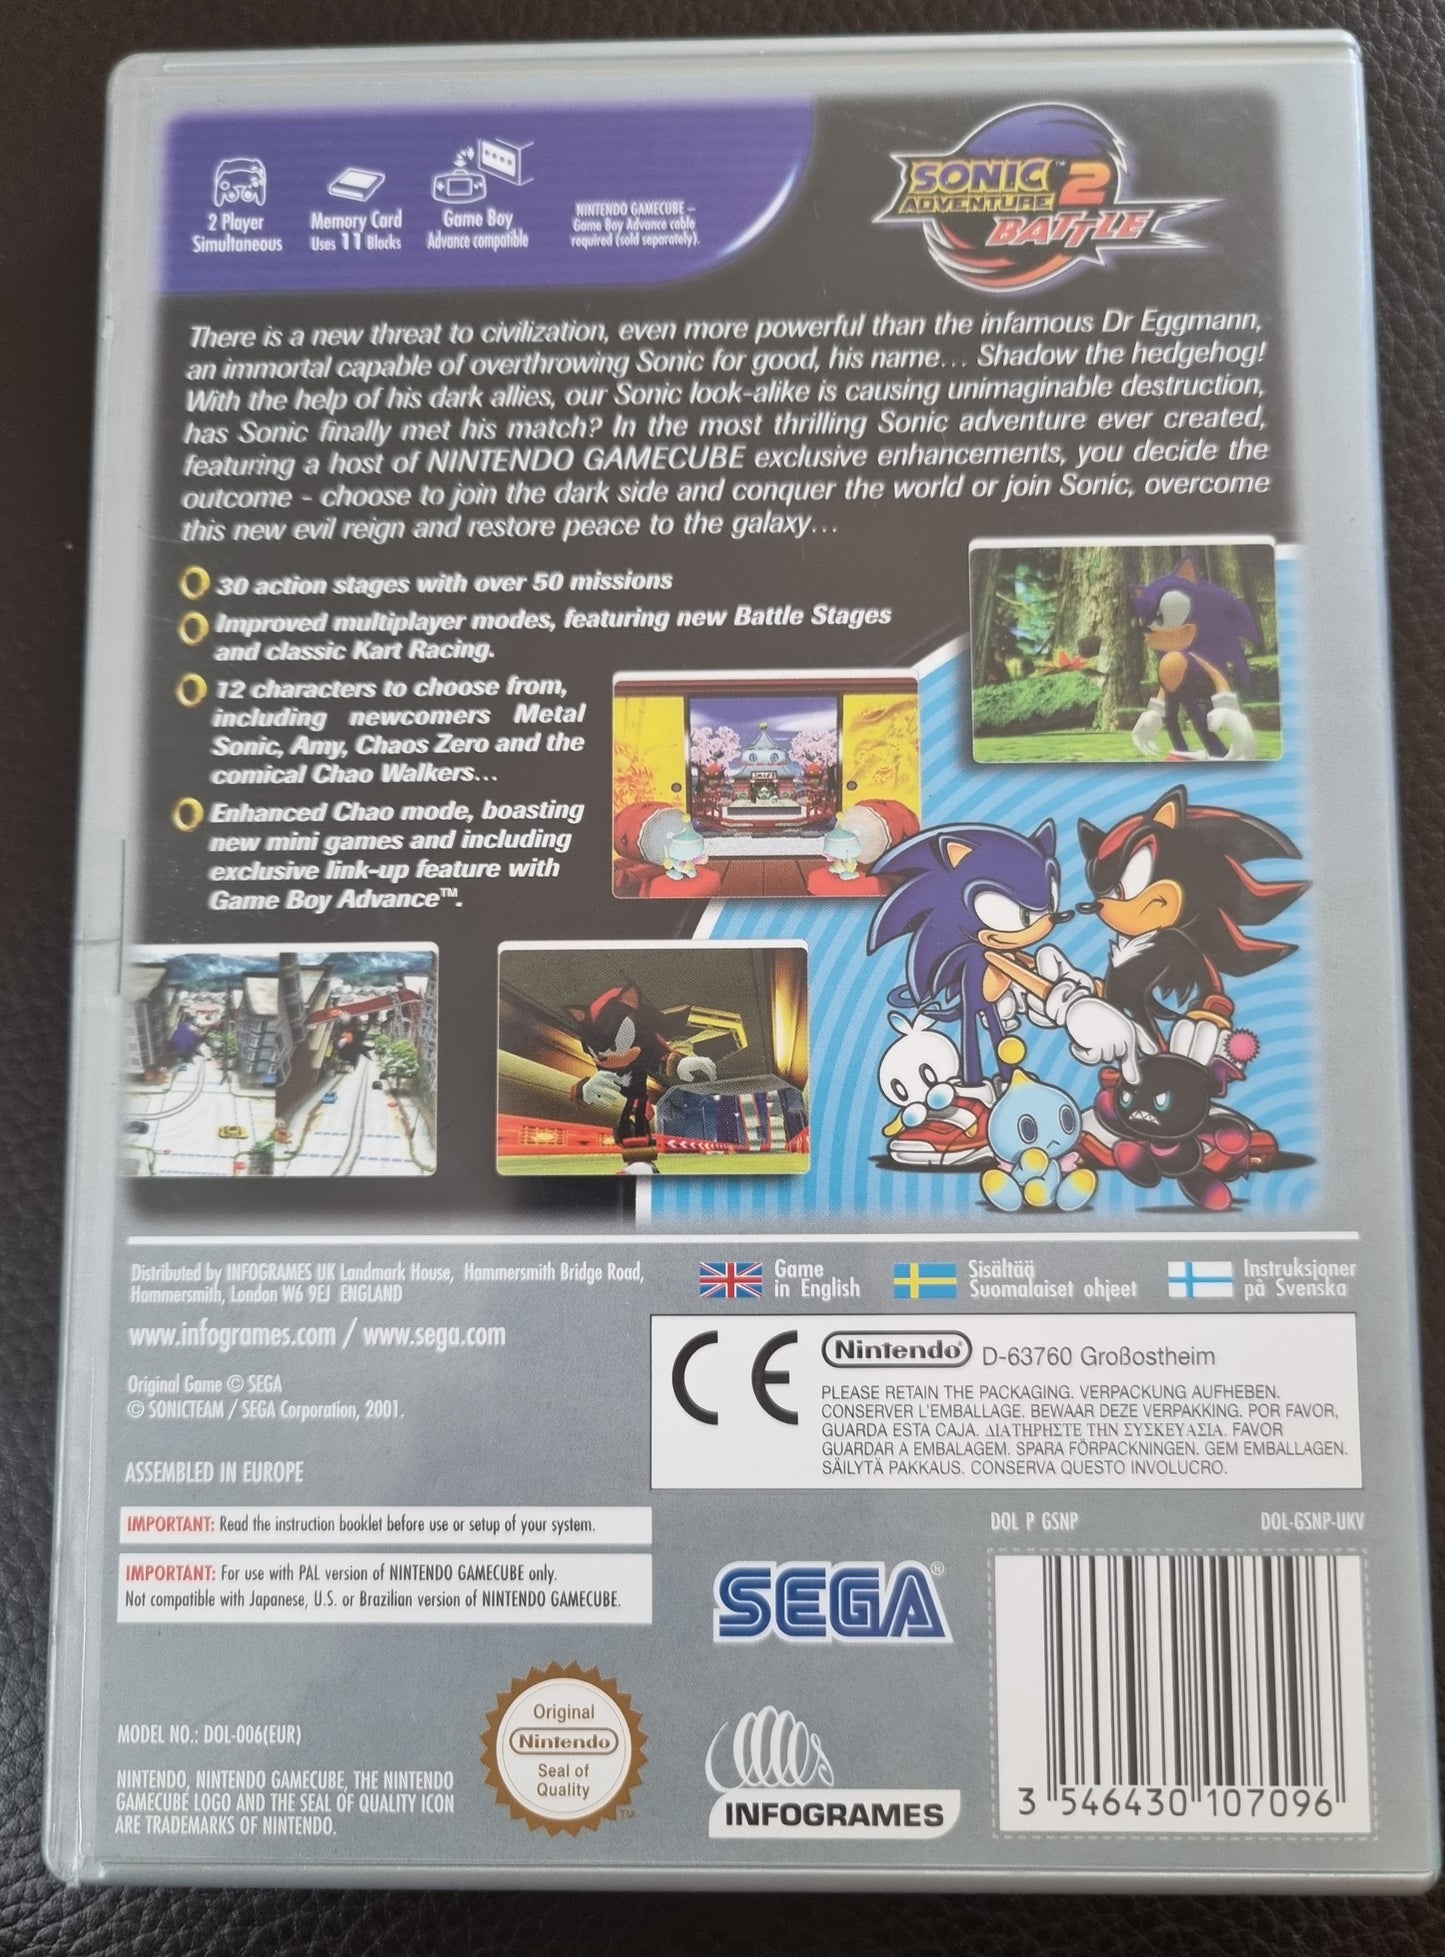 2 Player
Simultaneous
Memory Card
Uses 11 Blocks
Game Boy
Advance compatible
NINTENDO GAMECUBE –
Game Boy Advance cable
required (sold separately).
SONIC™
ADVENTURE 2
BATTLE
There is a new threat to civilization, even more powerful than the infamous Dr Eggmann,
an immortal capable of overthrowing Sonic for good, his name... Shadow the hedgehog!
With the help of his dark allies, our Sonic look-alike is causing unimaginable destruction,
has Sonic finally met his match? In the most thrilling Sonic adventure ever created,
featuring a host of NINTENDO GAMECUBE exclusive enhancements, you decide the
outcome - choose to join the dark side and conquer the world or join Sonic, overcome
this new evil reign and restore peace to the galaxy...
30 action stages with over 50 missions
Improved multiplayer modes, featuring new Battle Stages
and classic Kart Racing.
12 characters to choose from,
including newcomers Metal
Sonic, Amy, Chaos Zero and the
comical Chao Walkers...
Enhanced Chao mode, boasting
new mini games and including
exclusive link-up feature with
Game Boy Advance™.
Distributed by INFOGRAMES UK Landmark House, Hammersmith Bridge Road,
Hammersmith, London W6 9EJ ENGLAND
www.infogrames.com / www.sega.com
Original Game © SEGA
© SONICTEAM / SEGA Corporation, 2001.
ASSEMBLED IN EUROPE
Game
in English
Sisältää
Suomalaiset ohjeet
Instruksjoner
på Svenska
CE
Nintendo® D-63760 Großostheim
PLEASE RETAIN THE PACKAGING. VERPACKUNG AUFHEBEN.
CONSERVER L'EMBALLAGE. BEWAAR DEZE VERPAKKING. POR FAVOR,
GUARDA ESTA CAJA. ΔΙΑΤΗΡΗΣΤΕ ΤΗΝ ΣΥΣΚΕΥΑΣΙΑ. FAVOR
GUARDAR A EMBALAGEM. SPARA FÖRPACKNINGEN. GEM EMBALLAGEN.
SÄILYTÄ PAKKAUS. CONSERVA QUESTO INVOLUCRO.
IMPORTANT: Read the instruction booklet before use or setup of your system.
IMPORTANT: For use with PAL version of NINTENDO GAMECUBE only.
Not compatible with Japanese, U.S. or Brazilian version of NINTENDO GAMECUBE.
DOL P GSNP
DOL-GSNP-UKV
SEGA®
MODEL NO.: DOL-006(EUR)
NINTENDO, NINTENDO GAMECUBE, THE NINTENDO
GAMECUBE LOGO AND THE SEAL OF QUALITY ICON
ARE TRADEMARKS OF NINTENDO.
Original
Nintendo
Seal of
Quality
TM
INFOGRAMES
3 546430 107096